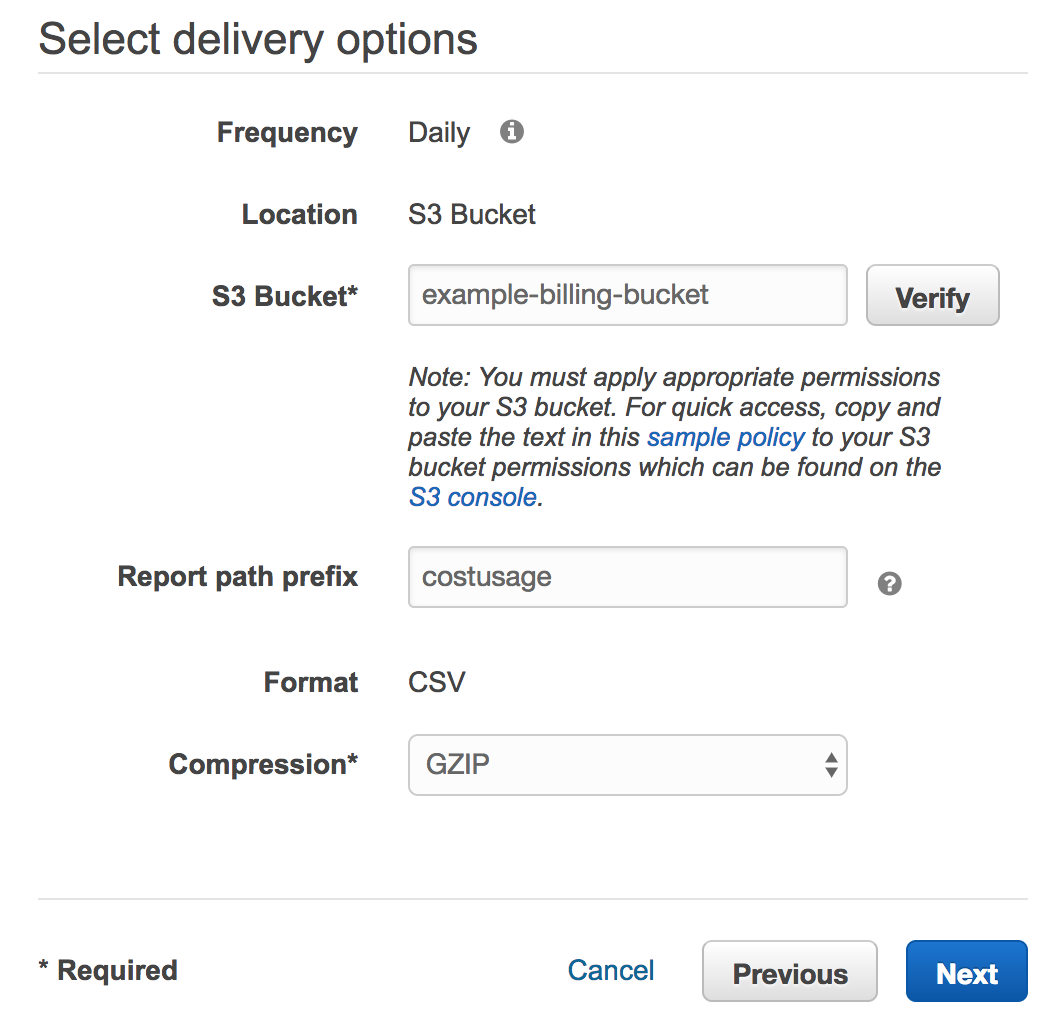 Select delivery options
Frequency Daily
Location S3 Bucket
S3 Bucket* example-billing-bucket Verify
Note: You must apply appropriate permissions
to your S3 bucket. For quick access, copy and
paste the text in this sample policy to your S3
bucket permissions which can be found on the
S3 console.
Report path prefix costusage ?
Format CSV
Compression* GZIP
* Required Cancel Previous Next